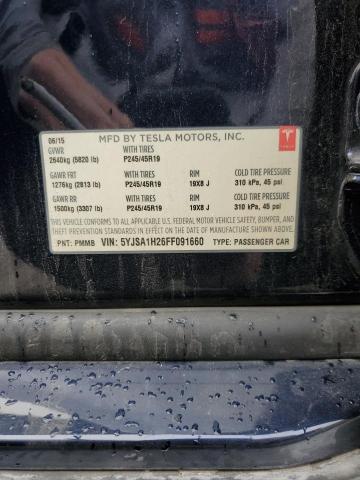 06/15 MFD BY TESLA MOTORS, INC.
GVWR WITH TIRES
2640kg (5820 lb) P245/45R19
GAWR FRT WITH TIRES RIM COLD TIRE PRESSURE
1276kg (2813 lb) P245/45R19 19X8 J 310 kPa, 45 psi
GAWR RR WITH TIRES RIM COLD TIRE PRESSURE
1500kg (3307 lb) P245/45R19 19X8 J 310 kPa, 45 psi
THIS VEHICLE CONFORMS TO ALL APPLICABLE U.S. FEDERAL MOTOR VEHICLE SAFETY, BUMPER, AND
THEFT PREVENTION STANDARDS IN EFFECT ON THE DATE OF MANUFACTURE SHOWN ABOVE.
PNT: PMMB VIN: 5YJSA1H26FF091660 TYPE: PASSENGER CAR